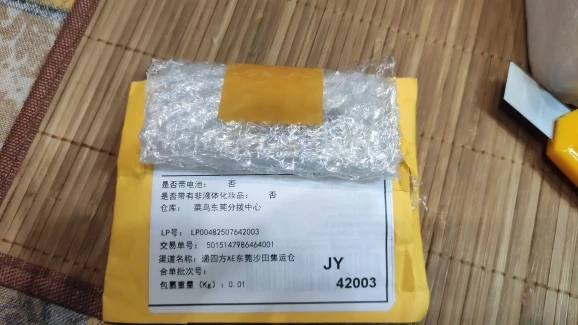 是否带电池： 否
是否带有非液体化妆品： 否
仓库： 菜鸟东莞分拨中心
LP号： LP00482507642003
交易单号： 5015147986464001
渠道名称：递四方AE东莞沙田集运仓
合单批次号：
包裹重量（Kg）：0.01
JY
42003